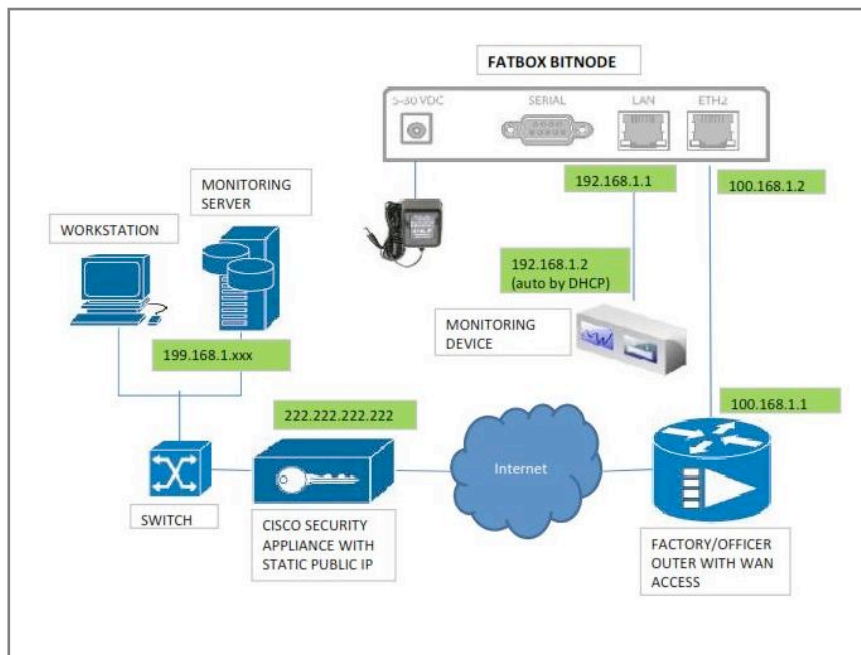 FATBOX BITNODE
5-30 VDC
SERIAL
LAN
ETH2
192.168.1.1
100.168.1.2
MONITORING
SERVER
WORKSTATION
192.168.1.2
(auto by DHCP)
MONITORING
DEVICE
199.168.1.xxx
222.222.222.222
100.168.1.1
Internet
SWITCH
CISCO SECURITY
APPLIANCE WITH
STATIC PUBLIC IP
FACTORY/OFFICER
OUTER WITH WAN
ACCESS